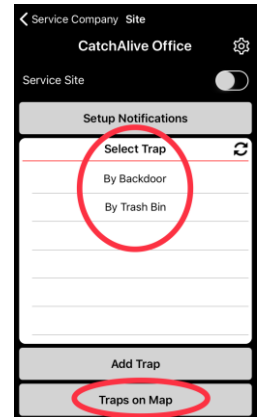 Service Company Site
CatchAlive Office
Service Site
Setup Notifications
Select Trap
By Backdoor
By Trash Bin
Add Trap
Traps on Map